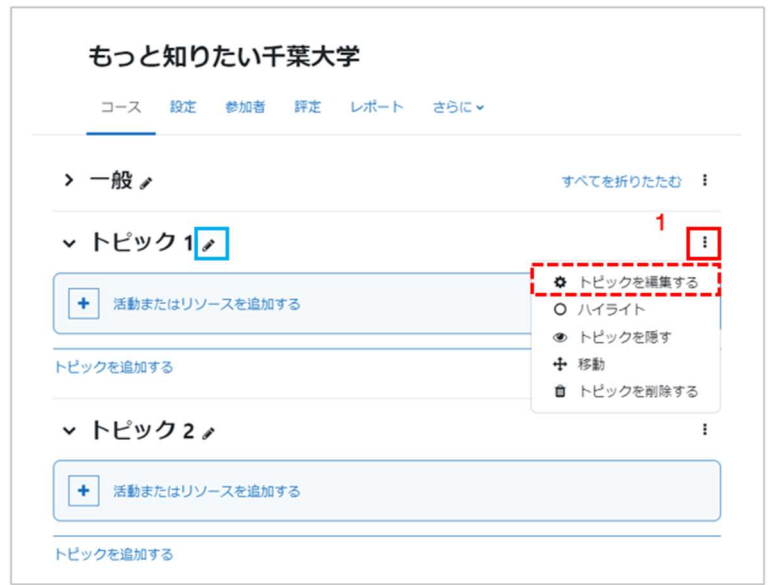 もっと知りたい千葉大学
コース 設定 参加者 評定 レポート さらに
一般 すべてを折りたたむ
1
トピック 1
トピックを編集する
活動またはリソースを追加する
ハイライト
トピックを隠す
トピックを追加する
移動
トピックを削除する
トピック 2
活動またはリソースを追加する
トピックを追加する